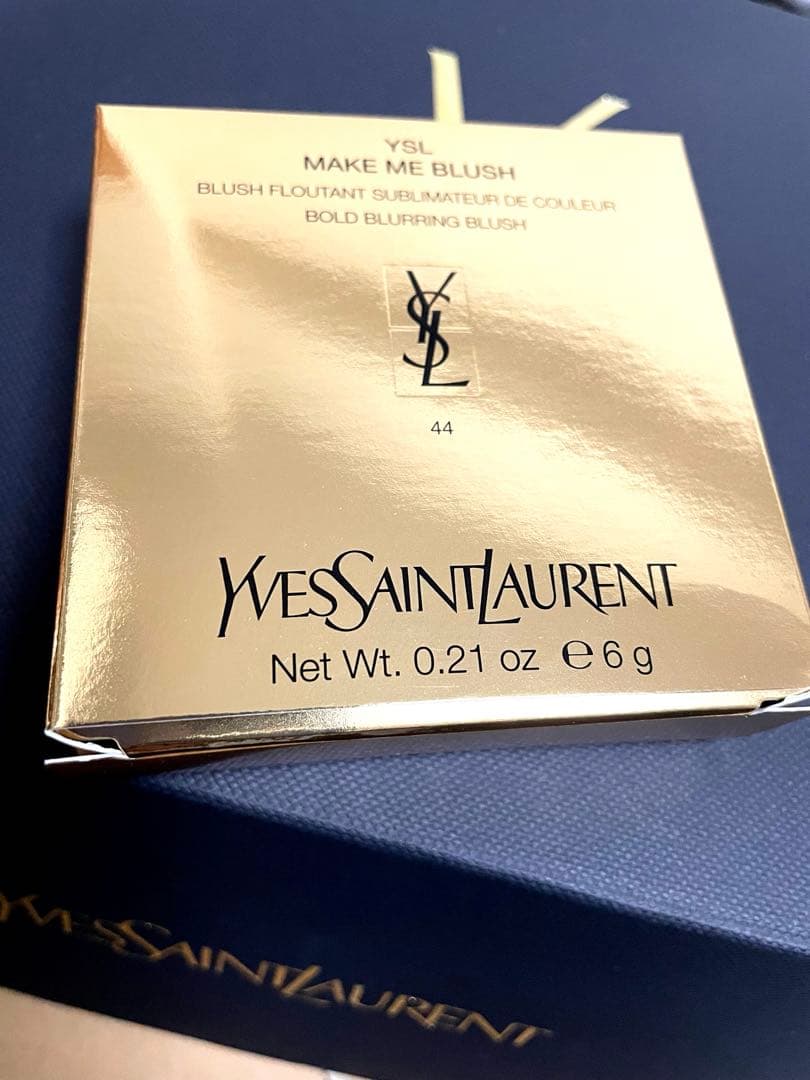 YSL
MAKE ME BLUSH
BLUSH FLOUTANT SUBLIMATEUR DE COULEUR
BOLD BLURRING BLUSH
YSL
44
YVESSAINTLAURENT
Net Wt. 0.21 oz ℮ 6 g
YVESSAINTLAURENT